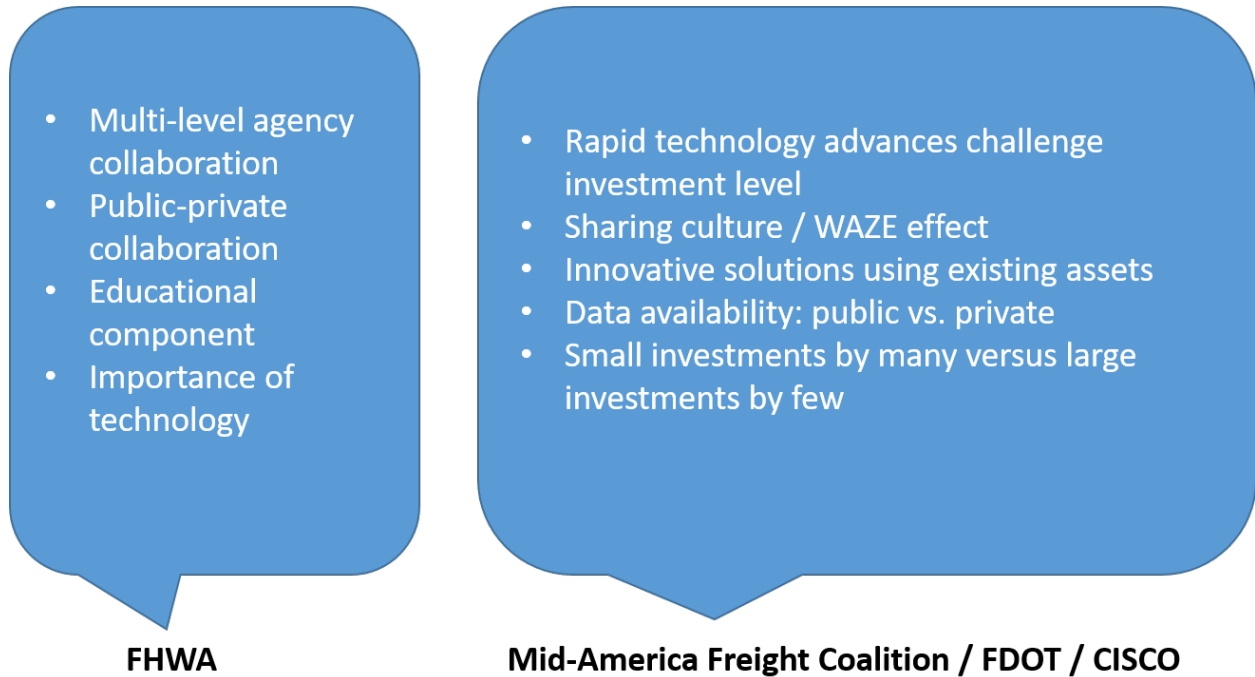 • Multi-level agency
collaboration
• Public-private
collaboration
• Educational
component
• Importance of
technology
FHWA
• Rapid technology advances challenge
investment level
• Sharing culture / WAZE effect
• Innovative solutions using existing assets
• Data availability: public vs. private
• Small investments by many versus large
investments by few
Mid-America Freight Coalition / FDOT / CISCO